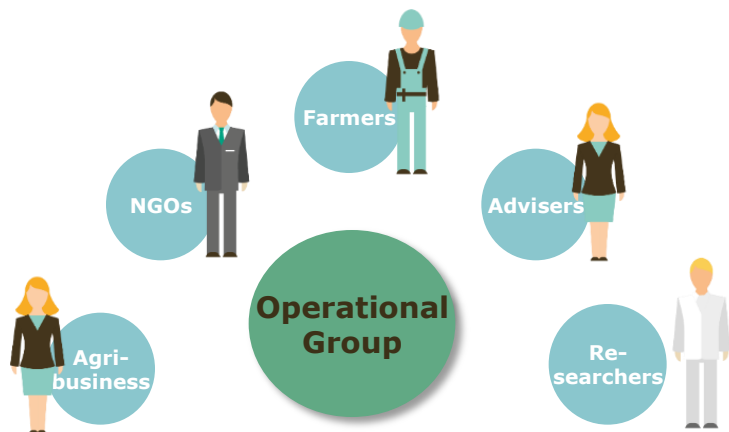 Farmers
NGOs
Advisers
Operational
Group
Agri-
business
Re-
searchers